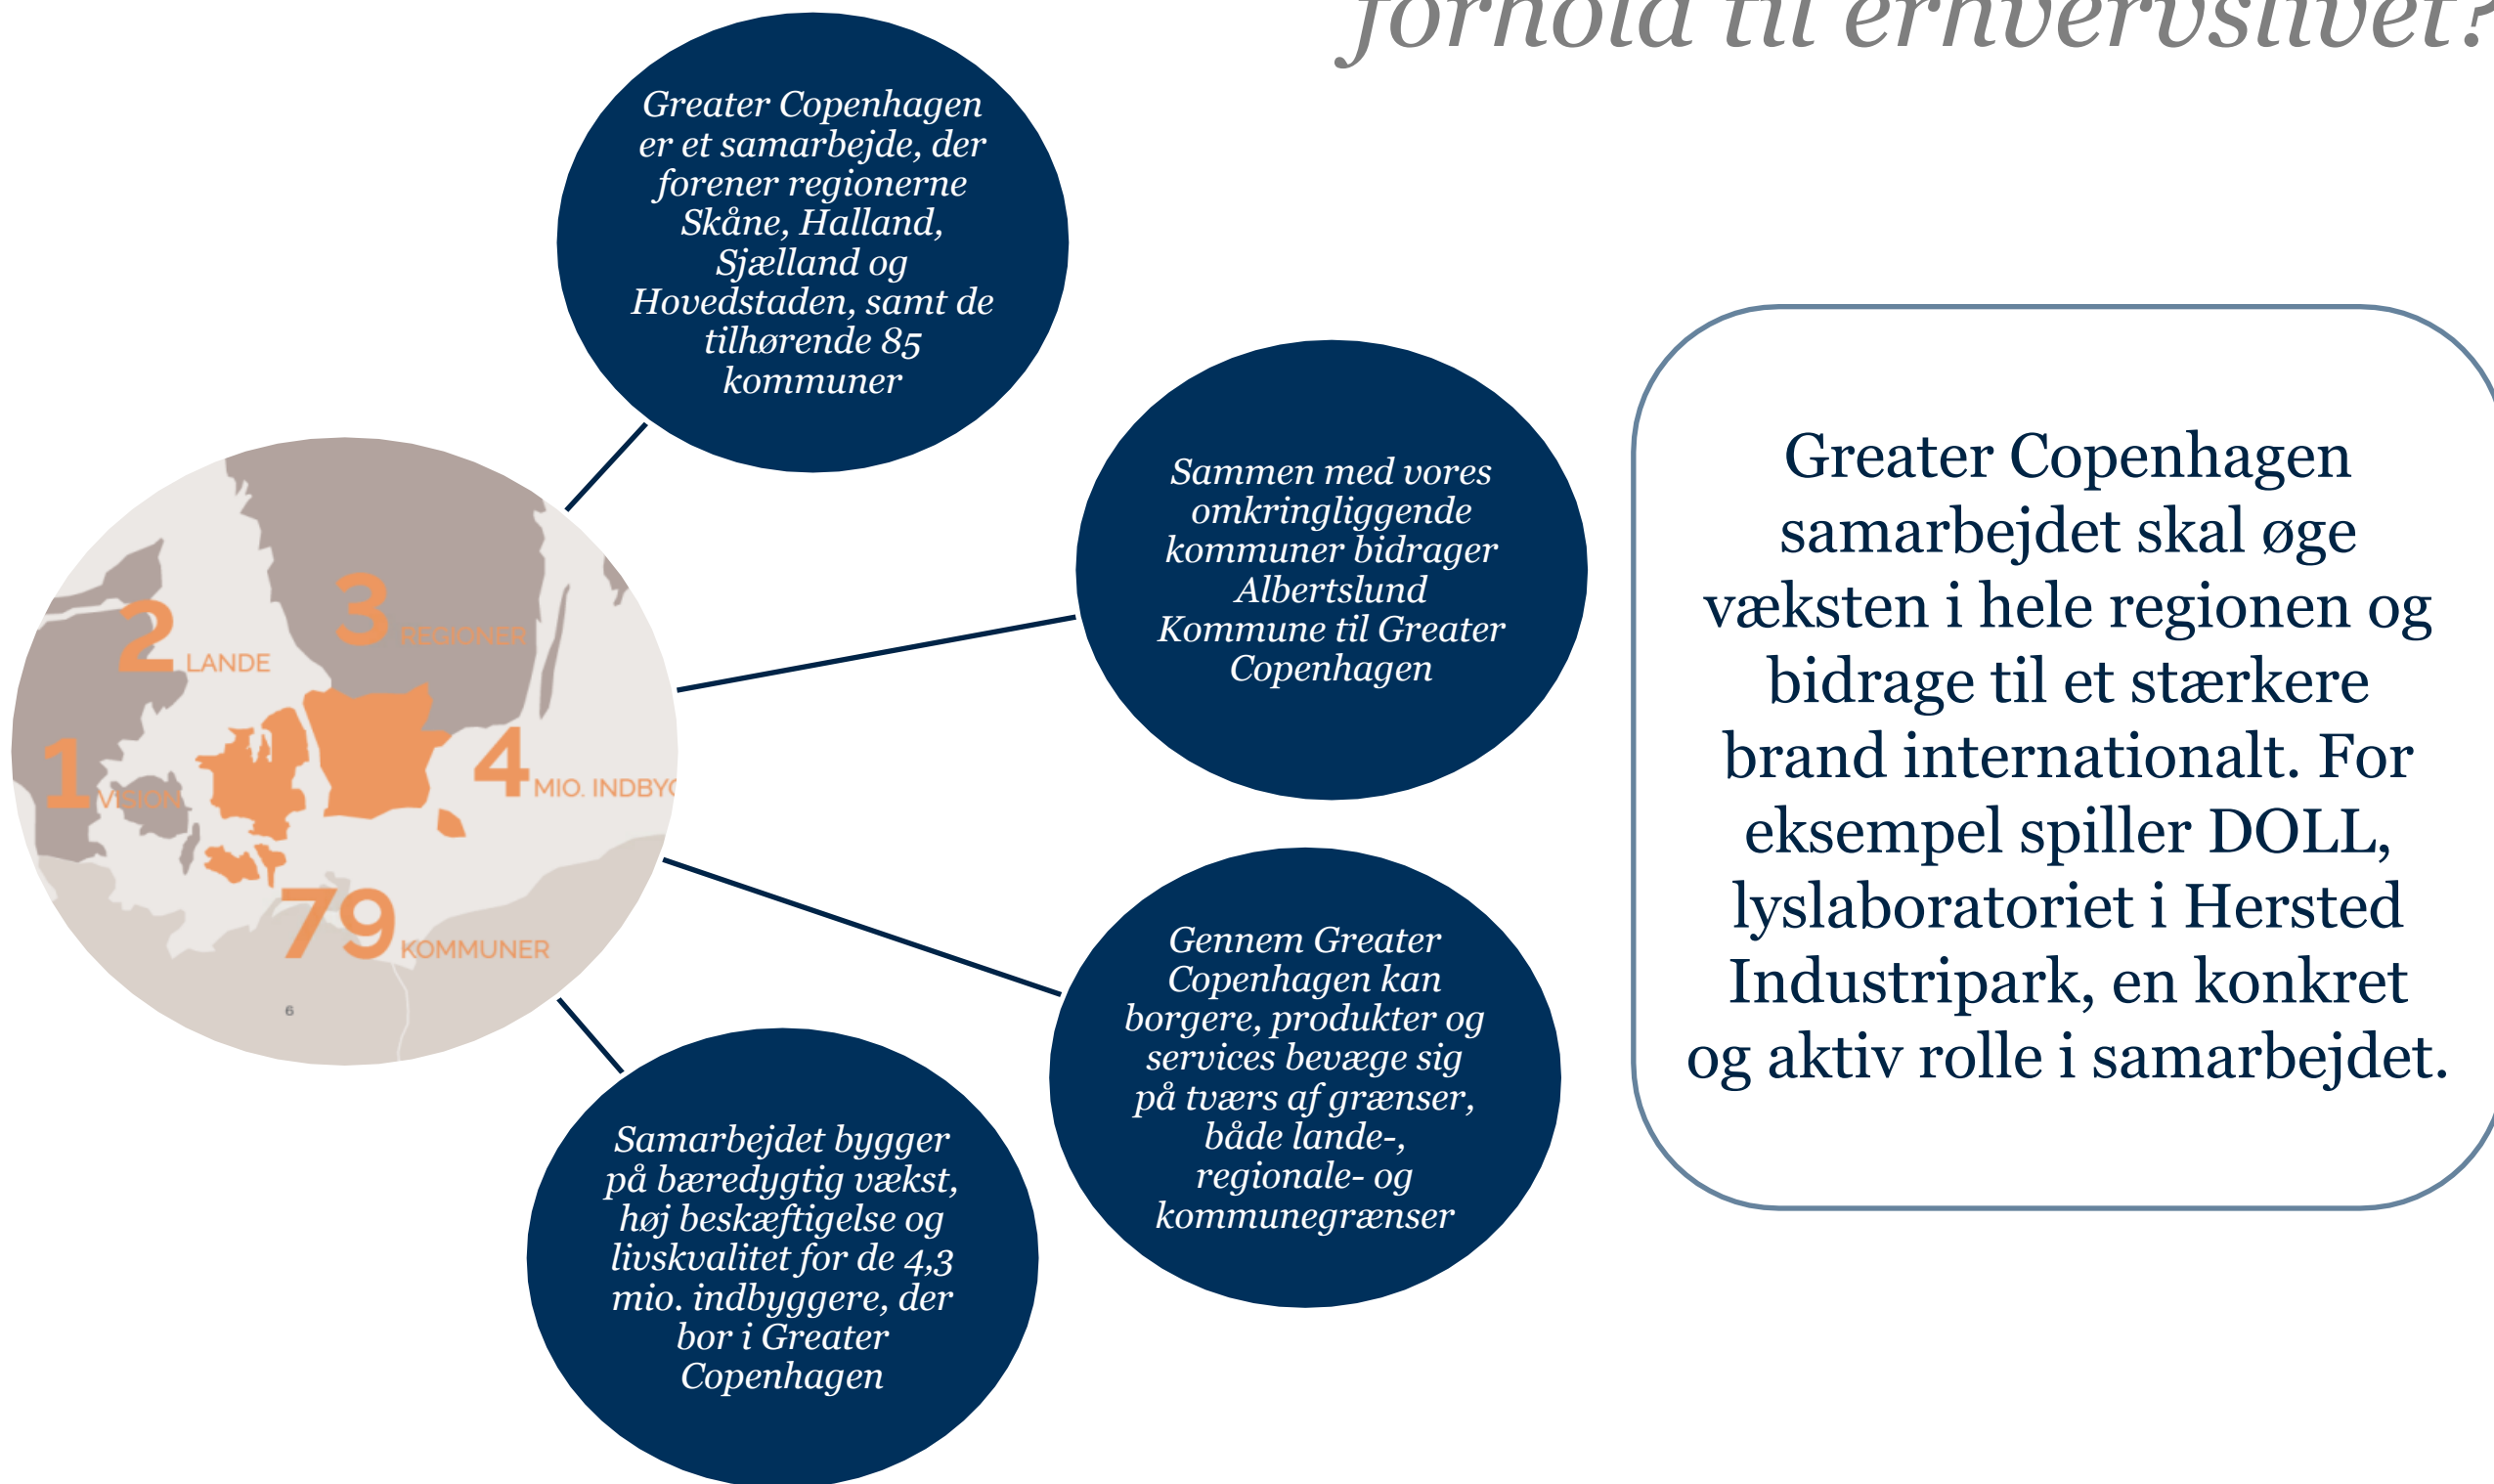 forhold til erhvervslivet?
Greater Copenhagen
er et samarbejde, der
forener regionerne
Skåne, Halland,
Sjælland og
Hovedstaden, samt de
tilhørende 85
kommuner
Sammen med vores
omkringliggende
kommuner bidrager
Albertslund
Kommune til Greater
Copenhagen
Gennem Greater
Copenhagen kan
borgere, produkter og
services bevæge sig
på tværs af grænser,
både lande-,
regionale- og
kommunegrænser
Samarbejdet bygger
på bæredygtig vækst,
høj beskæftigelse og
livskvalitet for de 4,3
mio. indbyggere, der
bor i Greater
Copenhagen
3 REGIONER
2 LANDE
1 VISION
4 MIO. INDBYG
79 KOMMUNER
6
Greater Copenhagen
samarbejdet skal øge
væksten i hele regionen og
bidrage til et stærkere
brand internationalt. For
eksempel spiller DOLL,
lyslaboratoriet i Hersted
Industripark, en konkret
og aktiv rolle i samarbejdet.